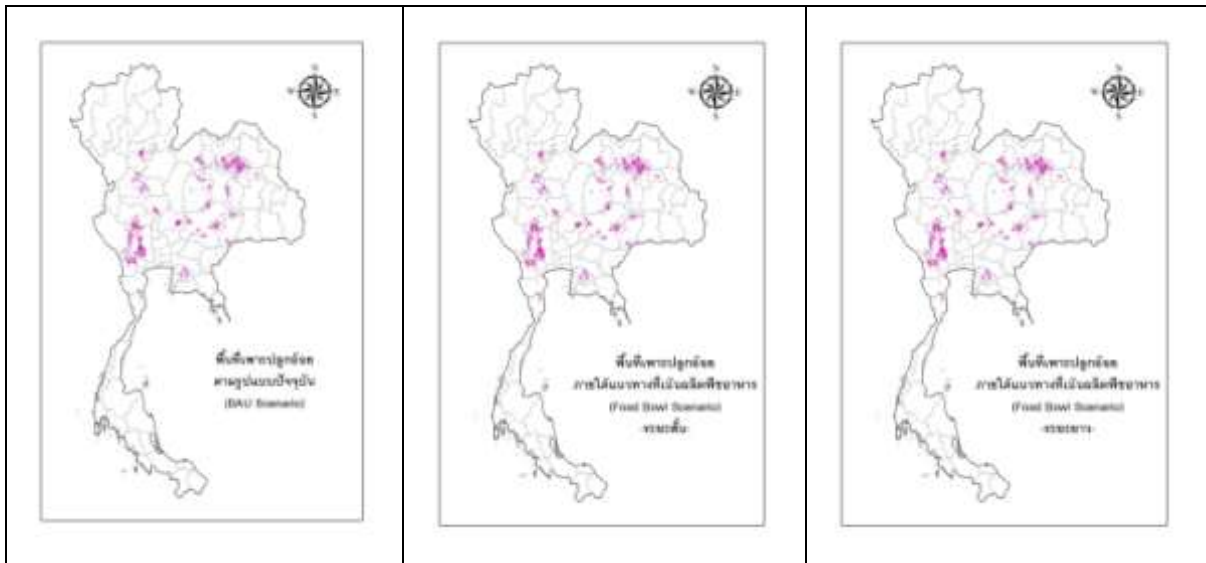 พื้นที่เพาะปลูกอ้อย
ตามรูปแบบปัจจุบัน
(BAU Scenario)
พื้นที่เพาะปลูกอ้อย
ภายใต้แนวทางที่เน้นผลิตพืชอาหาร
(Food Bowl Scenario)
-ระยะสั้น-
พื้นที่เพาะปลูกอ้อย
ภายใต้แนวทางที่เน้นผลิตพืชอาหาร
(Food Bowl Scenario)
-ระยะยาว-